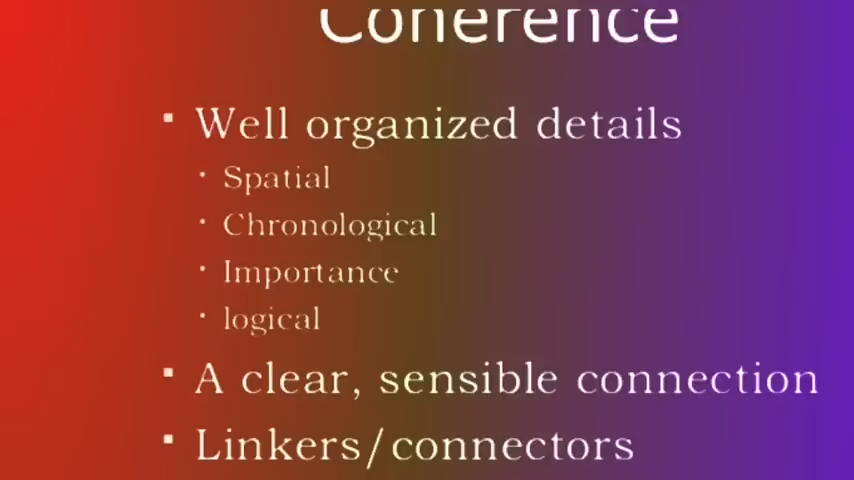 Coherence
▪ Well organized details
• Spatial
• Chronological
• Importance
• logical
▪ A clear, sensible connection
▪ Linkers/connectors